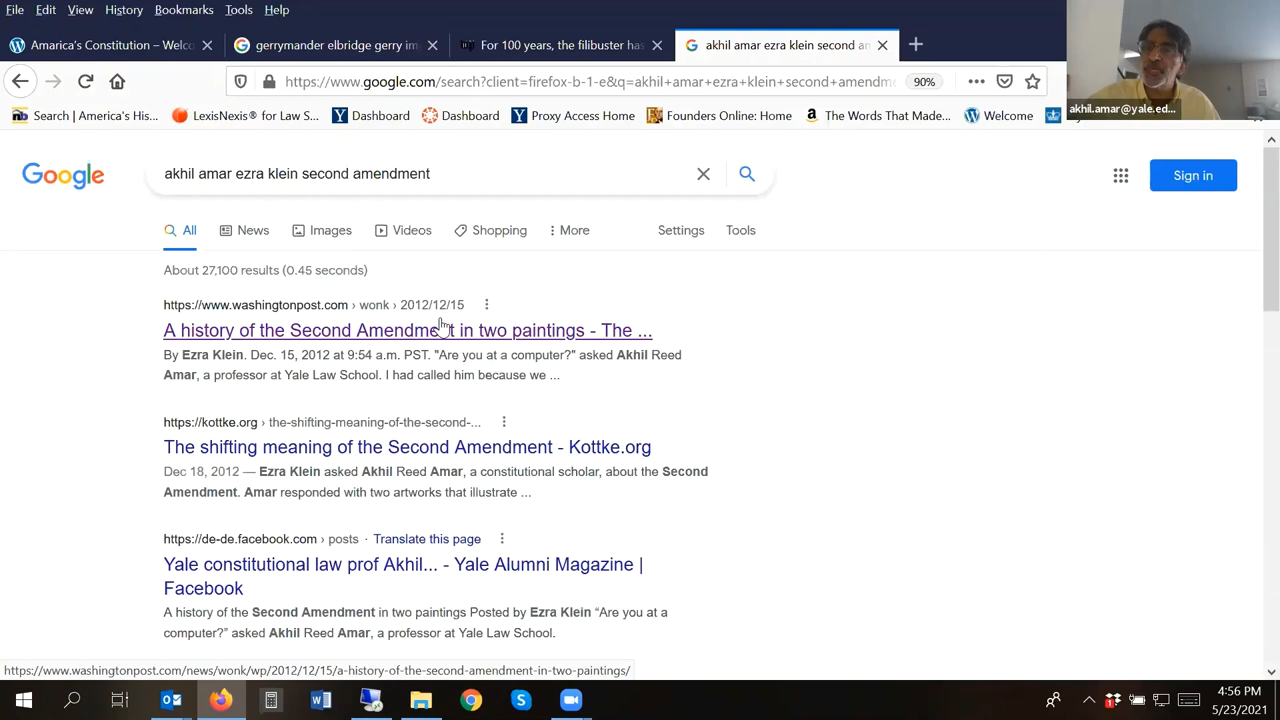 File Edit View History Bookmarks Tools Help
Amarica's Constitution – Welco
gerrymander elbridge gerry im
For 100 years, the filibuster has
akhil amar ezra klein second an
https://www.google.com/search?client=firefox-b-1-e&q=akhil+amar+ezra+klein+second+amendme
90%
Search | America's His...
LexisNexis® for Law S...
Dashboard
Dashboard
Proxy Access Home
Founders Online: Home
The Words That Made...
Welcome
akhil.amar@yale.ed...
Google
akhil amar ezra klein second amendment
Sign in
All News Images Videos Shopping More Settings Tools
About 27,100 results (0.45 seconds)
https://www.washingtonpost.com › wonk › 2012/12/15
A history of the Second Amendment in two paintings - The ...
By Ezra Klein. Dec. 15, 2012 at 9:54 a.m. PST. "Are you at a computer?" asked Akhil Reed
Amar, a professor at Yale Law School. I had called him because we ...
https://kottke.org › the-shifting-meaning-of-the-second-...
The shifting meaning of the Second Amendment - Kottke.org
Dec 18, 2012 — Ezra Klein asked Akhil Reed Amar, a constitutional scholar, about the Second
Amendment. Amar responded with two artworks that illustrate ...
https://de-de.facebook.com › posts · Translate this page
Yale constitutional law prof Akhil... - Yale Alumni Magazine |
Facebook
A history of the Second Amendment in two paintings Posted by Ezra Klein “Are you at a
computer?” asked Akhil Reed Amar, a professor at Yale Law School.
https://www.washingtonpost.com/news/wonk/wp/2012/12/15/a-history-of-the-second-amendment-in-two-paintings/
4:56 PM
5/23/2021